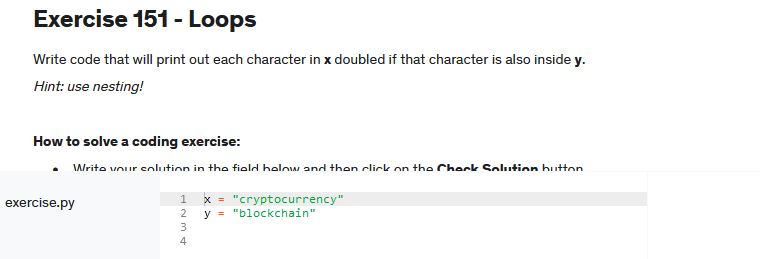 Exercise 151 - Loops
Write code that will print out each character in x doubled if that character is also inside y.
Hint: use nesting!
How to solve a coding exercise:
• Write your solution in the field below and then click on the Check Solution button
exercise.py
1 x = "cryptocurrency"
2 y = "blockchain"
3
4